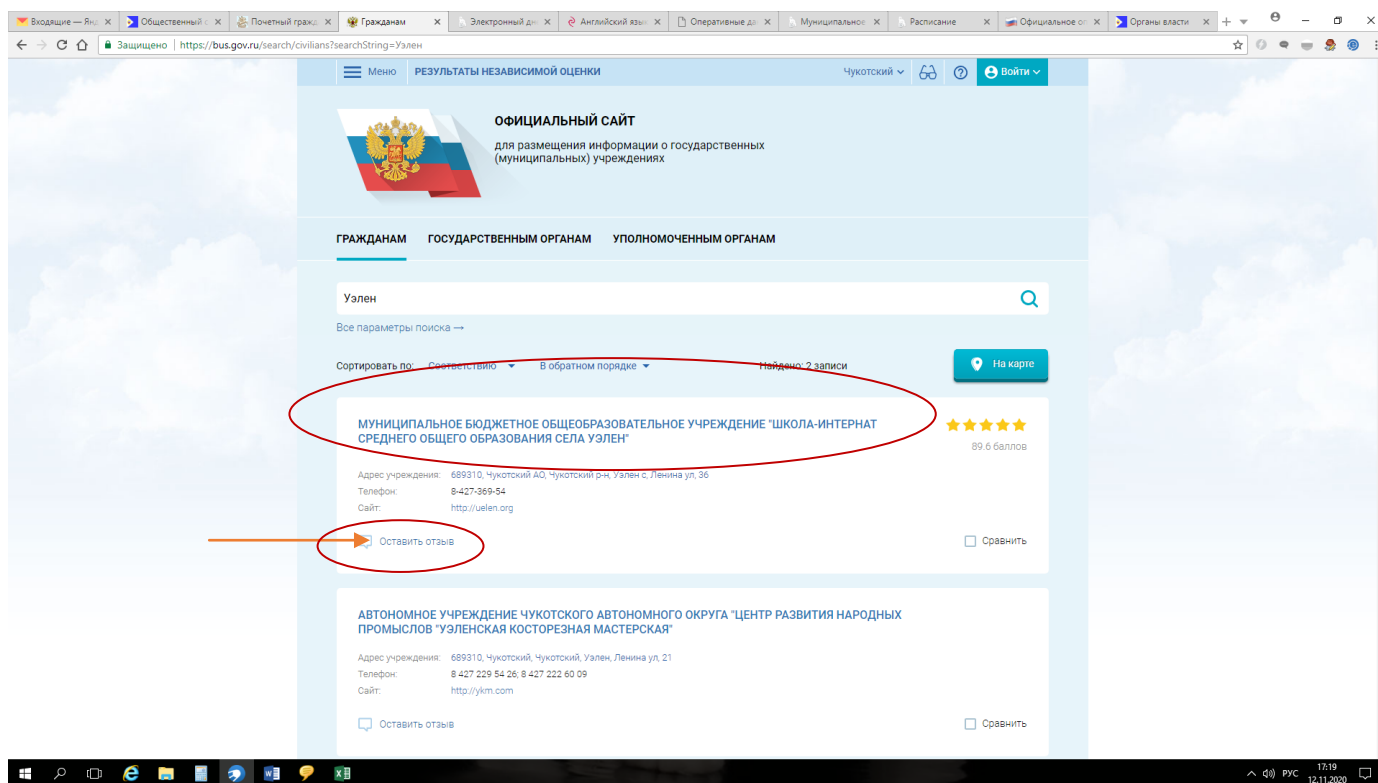 Входящие — Янд
Общественный с
Почетный гражд
Гражданам
Электронный дн
Английский язы
Оперативные да
Муниципальное
Расписание
Официальное оп
Органы власти
Защищено | https://bus.gov.ru/search/civilians?searchString=Уэлен
Меню РЕЗУЛЬТАТЫ НЕЗАВИСИМОЙ ОЦЕНКИ Чукотский Войти
ОФИЦИАЛЬНЫЙ САЙТ
для размещения информации о государственных
(муниципальных) учреждениях
ГРАЖДАНАМ ГОСУДАРСТВЕННЫМ ОРГАНАМ УПОЛНОМОЧЕННЫМ ОРГАНАМ
Уэлен
Все параметры поиска →
Сортировать по: Соответствию В обратном порядке Найдено: 2 записи На карте
МУНИЦИПАЛЬНОЕ БЮДЖЕТНОЕ ОБЩЕОБРАЗОВАТЕЛЬНОЕ УЧРЕЖДЕНИЕ "ШКОЛА-ИНТЕРНАТ
СРЕДНЕГО ОБЩЕГО ОБРАЗОВАНИЯ СЕЛА УЭЛЕН"
89.6 баллов
Адрес учреждения: 689310, Чукотский АО, Чукотский р-н, Уэлен с, Ленина ул, 36
Телефон: 8-427-369-54
Сайт: http://uelen.org
Оставить отзыв Сравнить
АВТОНОМНОЕ УЧРЕЖДЕНИЕ ЧУКОТСКОГО АВТОНОМНОГО ОКРУГА "ЦЕНТР РАЗВИТИЯ НАРОДНЫХ
ПРОМЫСЛОВ "УЭЛЕНСКАЯ КОСТОРЕЗНАЯ МАСТЕРСКАЯ"
Адрес учреждения: 689310, Чукотский, Чукотский, Уэлен, Ленина ул, 21
Телефон: 8 427 229 54 26; 8 427 222 60 09
Сайт: http://ykm.com
Оставить отзыв Сравнить
РУС
17:19
12.11.2020